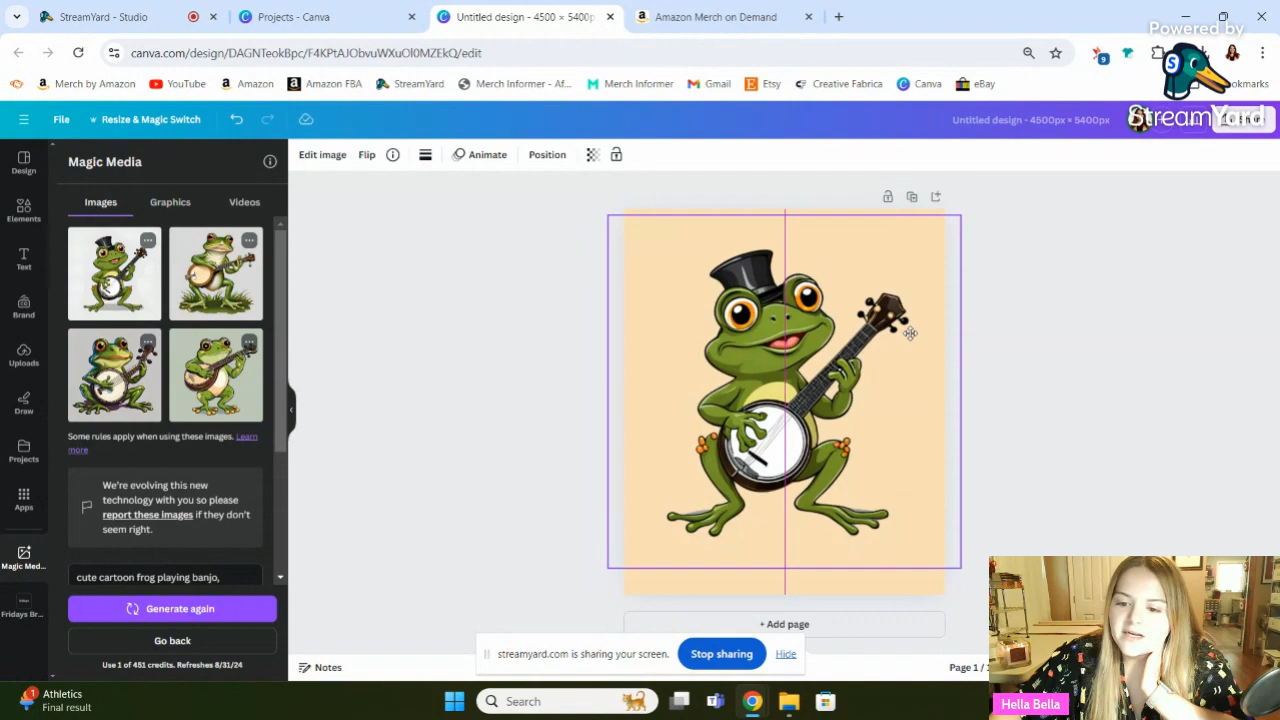 StreamYard - Studio
Projects - Canva
Untitled design - 4500 × 5400p
Amazon Merch on Demand
Powered by
canva.com/design/DAGNTeokBpc/F4KPtAJObvuWXuOl0MZEkQ/edit
9
Merch by Amazon
YouTube
Amazon
Amazon FBA
StreamYard
Merch Informer - Af...
Merch Informer
Gmail
Etsy
Creative Fabrica
Canva
eBay
StreamYard
File
Resize & Magic Switch
Untitled design - 4500px × 5400px
Design
Elements
Text
Brand
Uploads
Draw
Projects
Apps
Magic Med...
Fridays Br...
Magic Media
Images
Graphics
Videos
Some rules apply when using these images. Learn
more
We're evolving this new
technology with you so please
report these images if they don't
seem right.
cute cartoon frog playing banjo,
Generate again
Go back
Use 1 of 451 credits. Refreshes 8/31/24
Edit image
Flip
Animate
Position
+ Add page
streamyard.com is sharing your screen.
Stop sharing
Hide
Notes
Page 1 /
Hella Bella
1
Athletics
Final result
Search